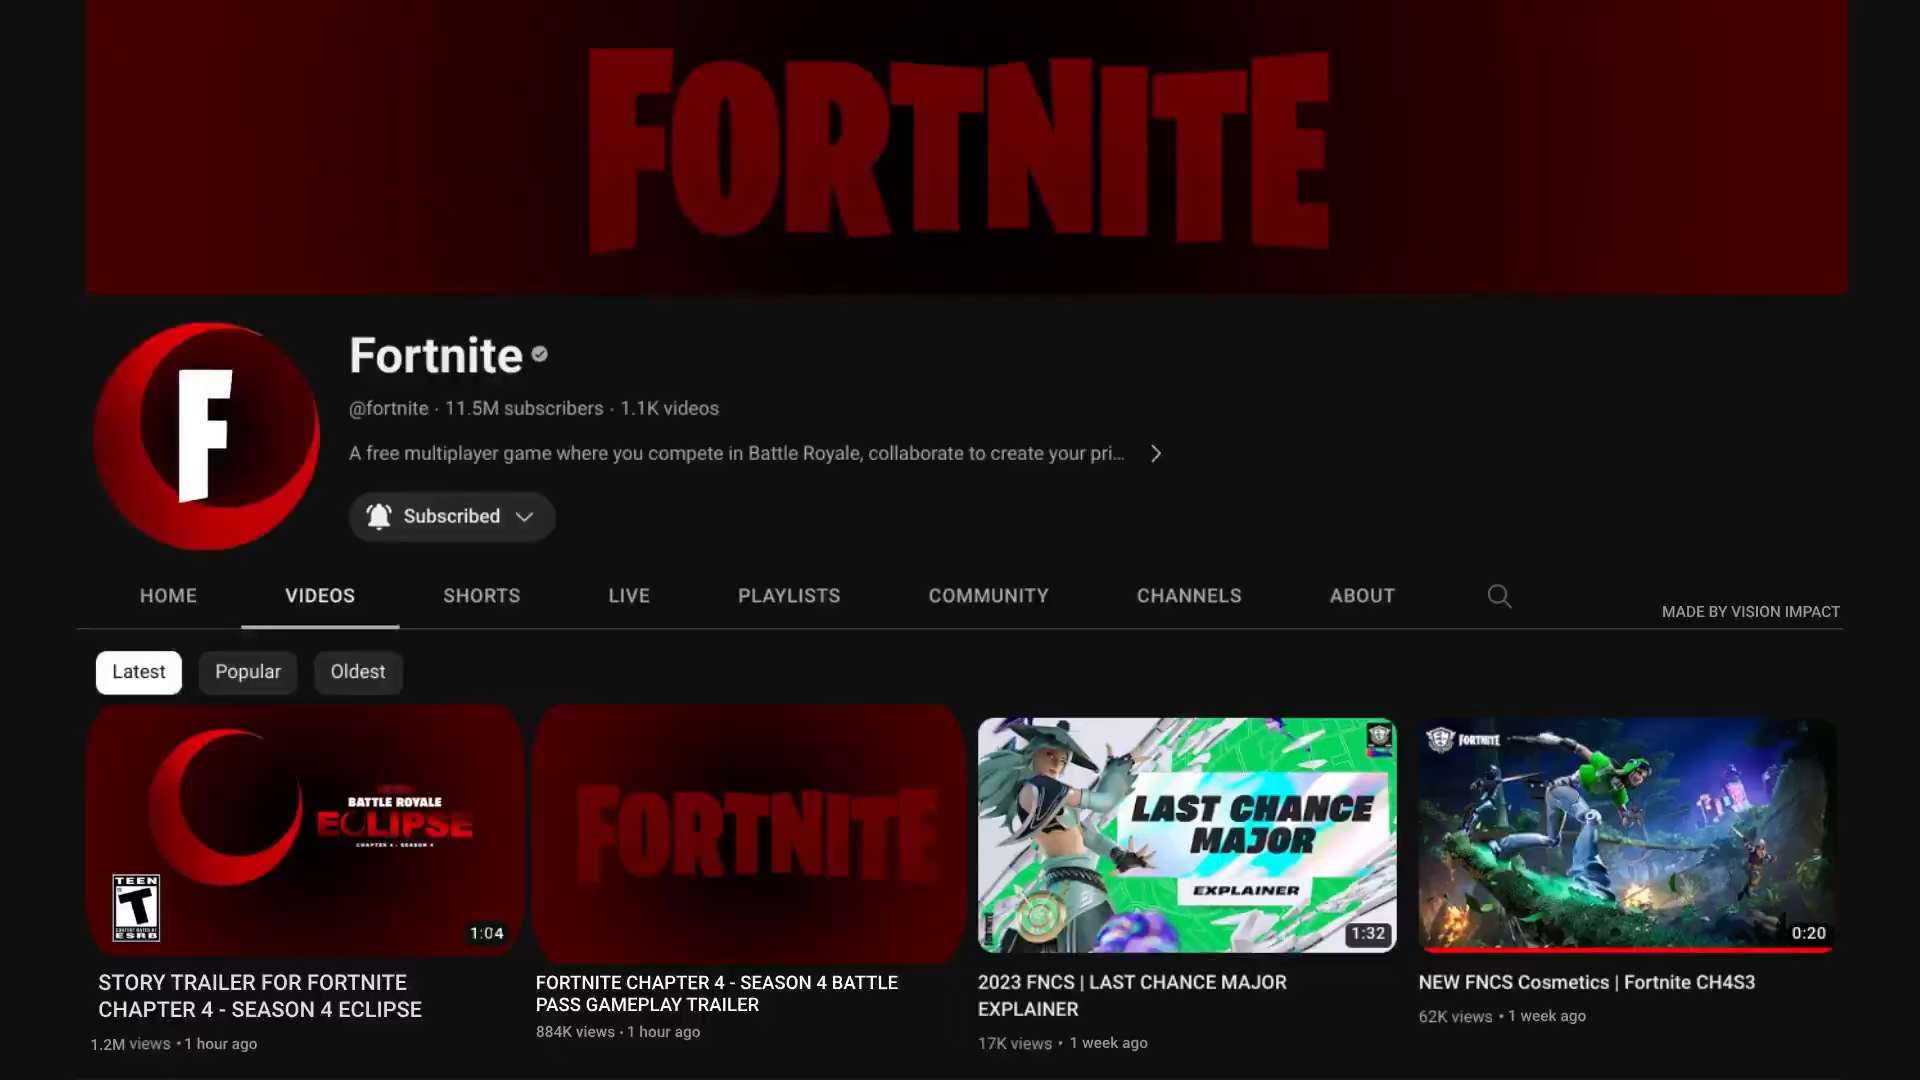 FORTNITE
F
Fortnite
@fortnite · 11.5M subscribers · 1.1K videos
A free multiplayer game where you compete in Battle Royale, collaborate to create your pri...
Subscribed
HOME VIDEOS SHORTS LIVE PLAYLISTS COMMUNITY CHANNELS ABOUT
MADE BY VISION IMPACT
Latest Popular Oldest
BATTLE ROYALE
ECLIPSE
CHAPTER 4 - SEASON 4
TEEN
T
ESRB
1:04
STORY TRAILER FOR FORTNITE
CHAPTER 4 - SEASON 4 ECLIPSE
1.2M views • 1 hour ago
FORTNITE
FORTNITE CHAPTER 4 - SEASON 4 BATTLE
PASS GAMEPLAY TRAILER
884K views · 1 hour ago
LAST CHANCE
MAJOR
EXPLAINER
1:32
2023 FNCS | LAST CHANCE MAJOR
EXPLAINER
17K views • 1 week ago
FORTNITE
0:20
NEW FNCS Cosmetics | Fortnite CH4S3
62K views • 1 week ago